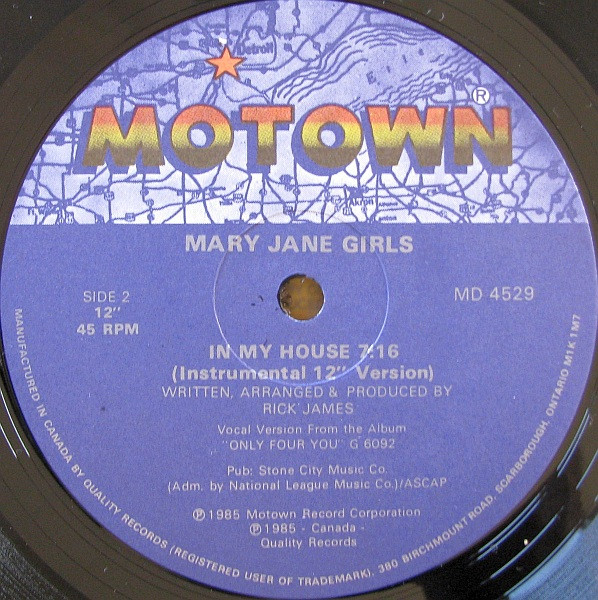 Detroit
Erie
MOTOWN®
Akron
MARY JANE GIRLS
SIDE 2
12"
45 RPM
MD 4529
IN MY HOUSE 7:16
(Instrumental 12" Version)
WRITTEN, ARRANGED & PRODUCED BY
RICK JAMES
Vocal Version From the Album
"ONLY FOUR YOU" G 6092
Pub: Stone City Music Co.
(Adm. by National League Music Co.)/ASCAP
Ⓟ1985 Motown Record Corporation
Ⓟ1985 - Canada -
Quality Records
MANUFACTURED IN CANADA BY QUALITY RECORDS (REGISTERED USER OF TRADEMARK). 380 BIRCHMOUNT ROAD, SCARBOROUGH, ONTARIO M1K 1M7